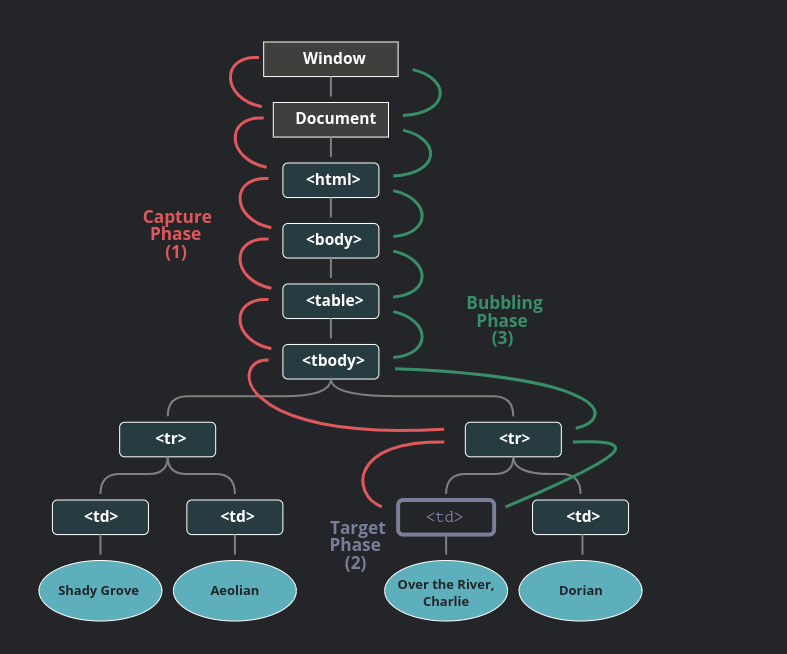 Window
Document
<html>
Capture
Phase
(1)
<body>
<table>
Bubbling
Phase
(3)
<tbody>
<tr>
<tr>
<td>
<td>
<td>
<td>
Target
Phase
(2)
Shady Grove
Aeolian
Over the River,
Charlie
Dorian